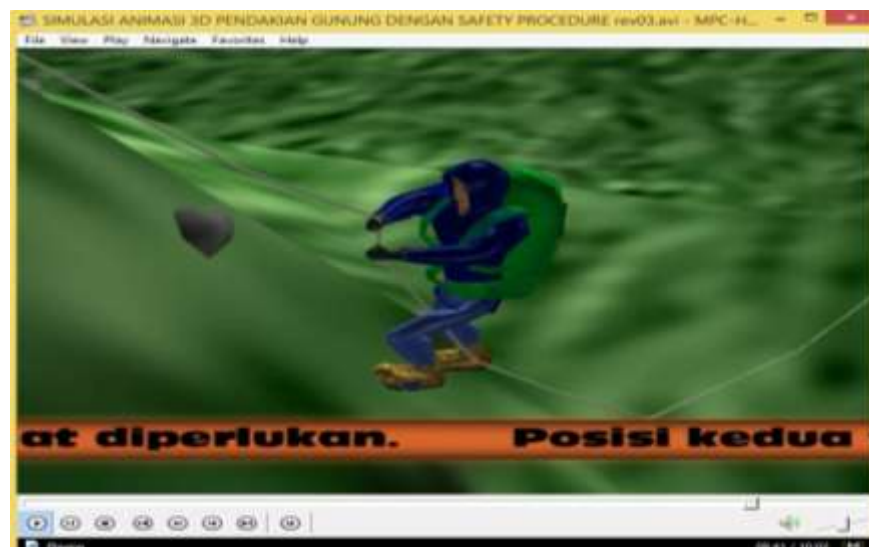 SIMULASI ANIMASI 3D PENDAKIAN GUNUNG DENGAN SAFETY PROCEDURE rev03.avi - MPC-H...
File View Play Navigate Favorites Help
at diperlukan. Posisi kedua